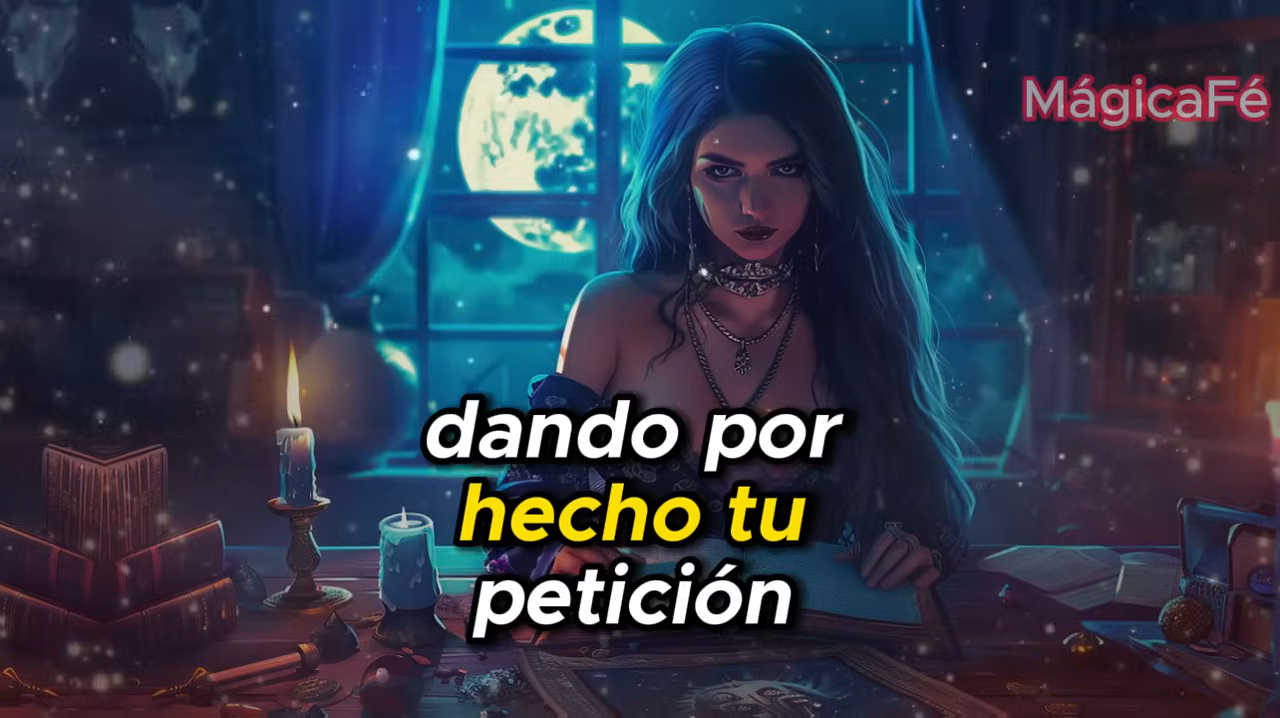 MágicaFé
dando por
hecho tu
petición